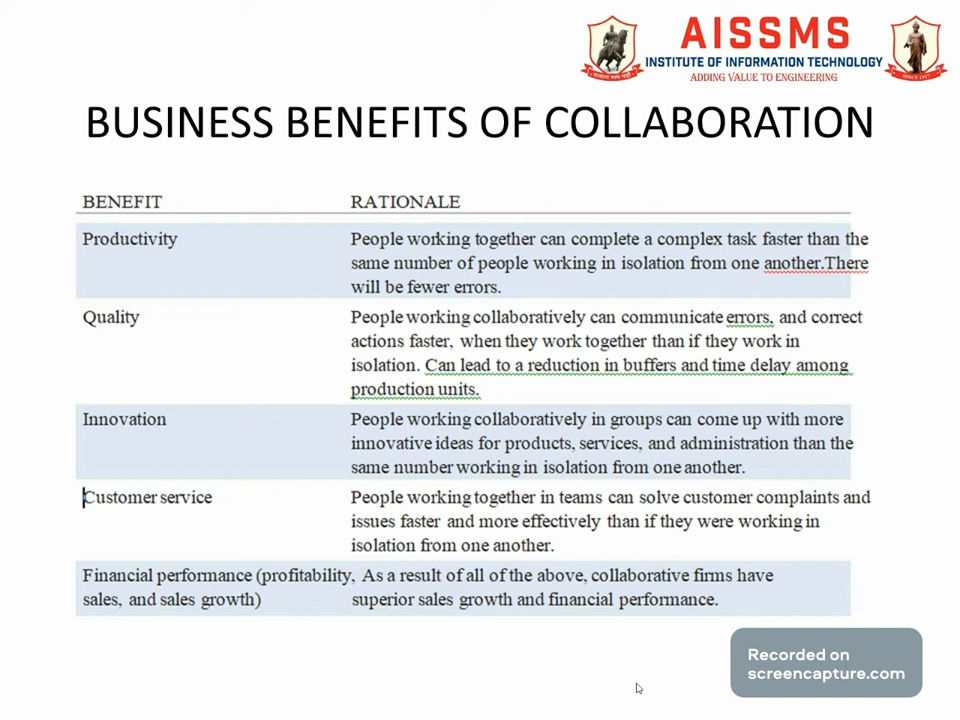 AISSMS
INSTITUTE OF INFORMATION TECHNOLOGY
ADDING VALUE TO ENGINEERING
SINCE 1917
BUSINESS BENEFITS OF COLLABORATION
BENEFIT RATIONALE
Productivity People working together can complete a complex task faster than the
same number of people working in isolation from one another.There
will be fewer errors.
Quality People working collaboratively can communicate errors, and correct
actions faster, when they work together than if they work in
isolation. Can lead to a reduction in buffers and time delay among
production units.
Innovation People working collaboratively in groups can come up with more
innovative ideas for products, services, and administration than the
same number working in isolation from one another.
Customer service People working together in teams can solve customer complaints and
issues faster and more effectively than if they were working in
isolation from one another.
Financial performance (profitability, As a result of all of the above, collaborative firms have
sales, and sales growth) superior sales growth and financial performance.
Recorded on
screencapture.com